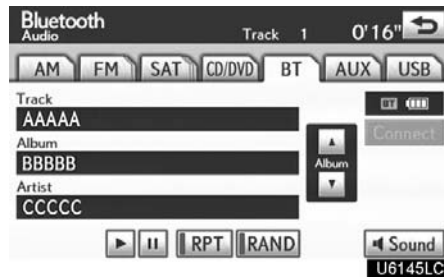 Bluetooth
Audio Track 1 0'16"
AM FM SAT CD/DVD BT AUX USB
Track
AAAAA
Album
BBBBB
Connect
Album
Artist
CCCCC
RPT RAND Sound
U6145LC